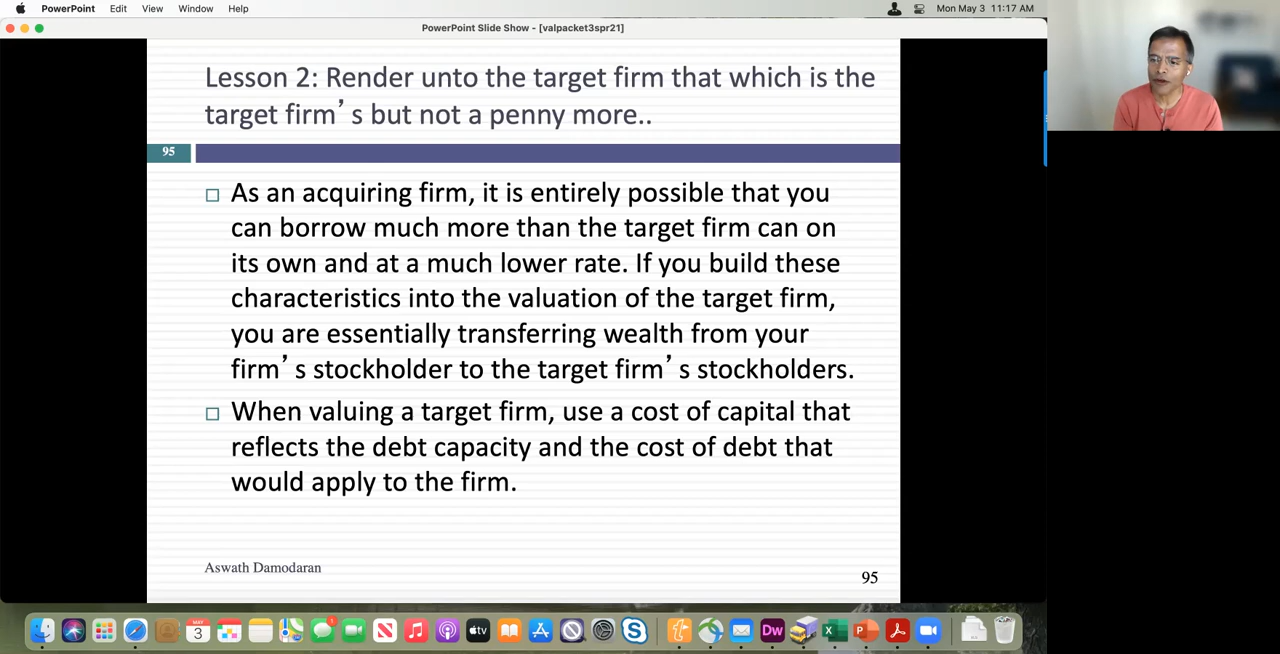 PowerPoint Edit View Window Help Mon May 3 11:17 AM
PowerPoint Slide Show - [valpacket3spr21]
Lesson 2: Render unto the target firm that which is the
target firm’s but not a penny more..
95
As an acquiring firm, it is entirely possible that you
can borrow much more than the target firm can on
its own and at a much lower rate. If you build these
characteristics into the valuation of the target firm,
you are essentially transferring wealth from your
firm’s stockholder to the target firm’s stockholders.
When valuing a target firm, use a cost of capital that
reflects the debt capacity and the cost of debt that
would apply to the firm.
Aswath Damodaran
95
MAY
3
1
tv
Dw
X
P